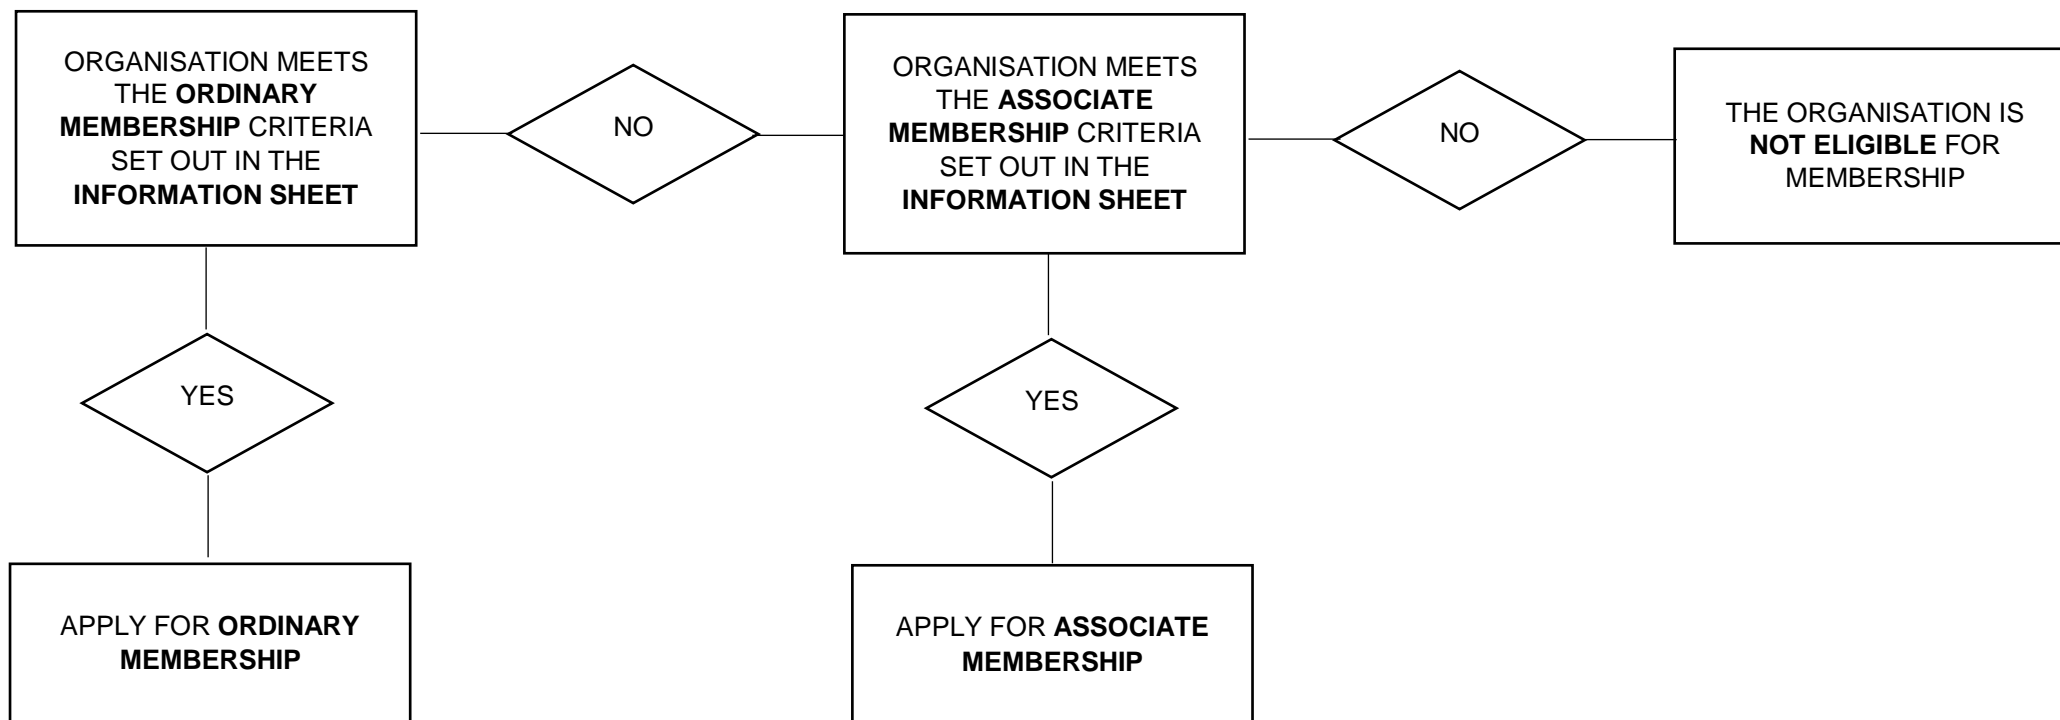 ORGANISATION MEETS
THE ORDINARY
MEMBERSHIP CRITERIA
SET OUT IN THE
INFORMATION SHEET
NO
ORGANISATION MEETS
THE ASSOCIATE
MEMBERSHIP CRITERIA
SET OUT IN THE
INFORMATION SHEET
NO
THE ORGANISATION IS
NOT ELIGIBLE FOR
MEMBERSHIP
YES
YES
APPLY FOR ORDINARY
MEMBERSHIP
APPLY FOR ASSOCIATE
MEMBERSHIP